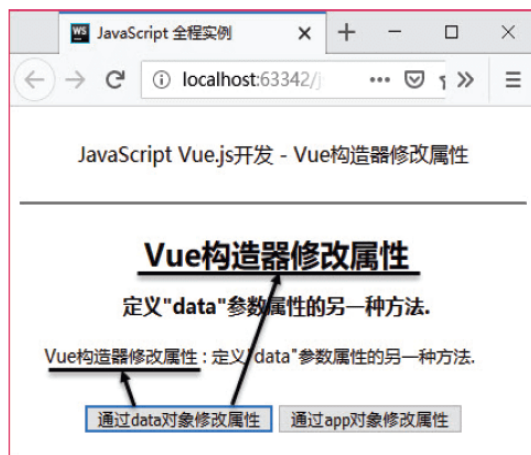 JavaScript 全程实例
localhost:63342/j
JavaScript Vue.js开发 - Vue构造器修改属性
Vue构造器修改属性
定义"data"参数属性的另一种方法.
Vue构造器修改属性 : 定义"data"参数属性的另一种方法.
通过data对象修改属性 通过app对象修改属性